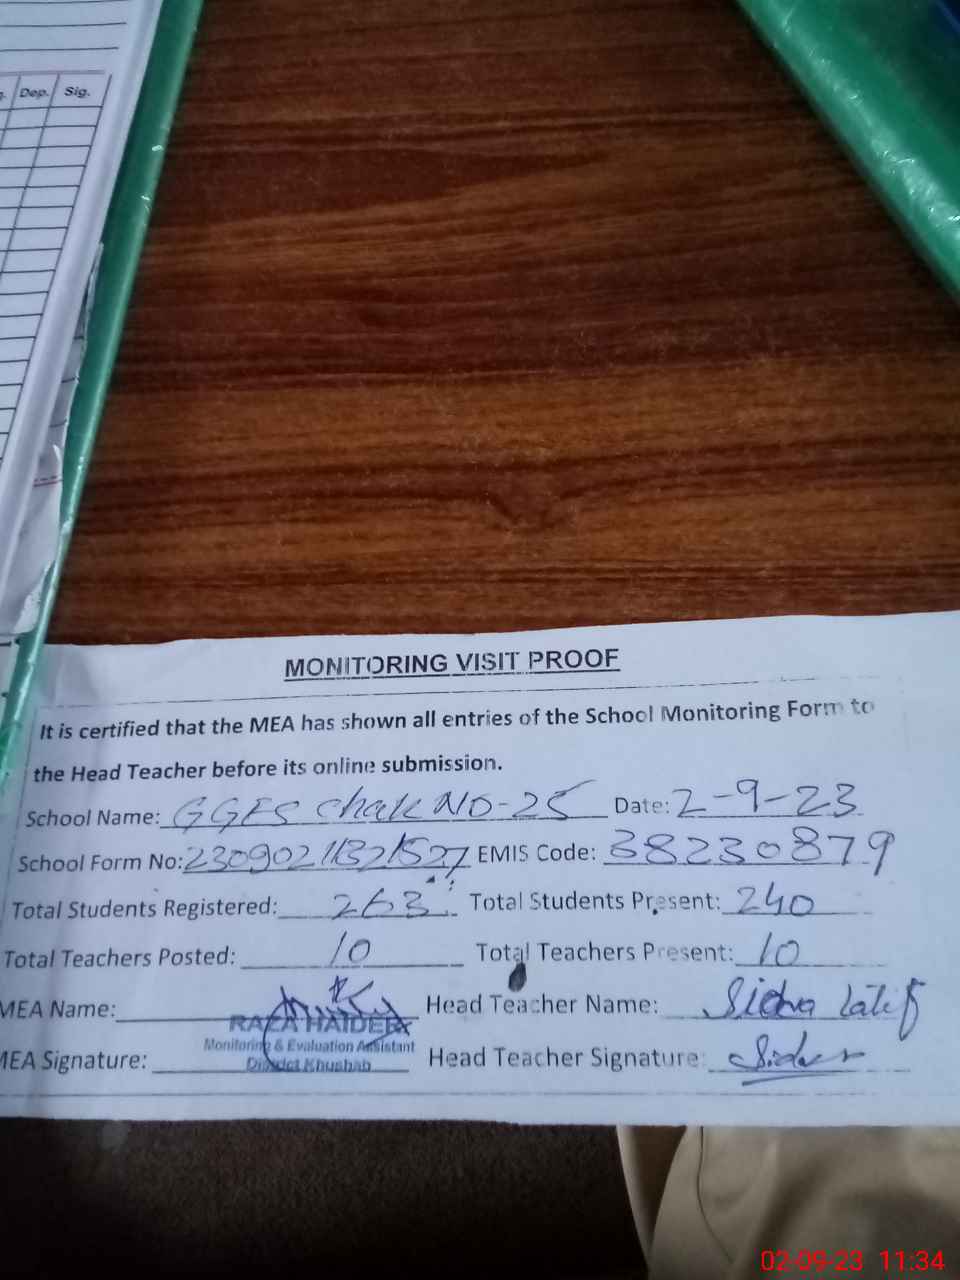 Dep. Sig.
MONITORING VISIT PROOF
It is certified that the MEA has shown all entries of the School Monitoring Form to
the Head Teacher before its online submission.
School Name: GGES Chak NO-25 Date: 2-9-23
School Form No: EMIS Code: 38230879
Total Students Registered: 263 Total Students Present: 240
Total Teachers Posted: 10 Total Teachers Present: 10
MEA Name: Head Teacher Name: Sidra Latif
RAZA HAIDER
Monitoring & Evaluation Assistant
MEA Signature: Head Teacher Signature: Sidra
District Khushab
02-09-23 11:34